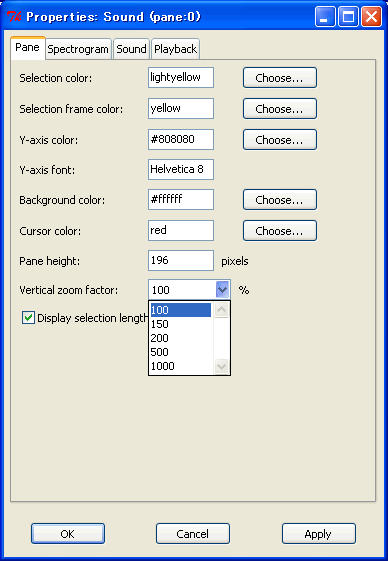 Properties: Sound (pane:0)
Pane Spectrogram Sound Playback
Selection color: lightyellow Choose...
Selection frame color: yellow Choose...
Y-axis color: #808080 Choose...
Y-axis font: Helvetica 8
Background color: #ffffff Choose...
Cursor color: red Choose...
Pane height: 196 pixels
Vertical zoom factor: 100 %
Display selection length
100
150
200
500
1000
OK Cancel Apply